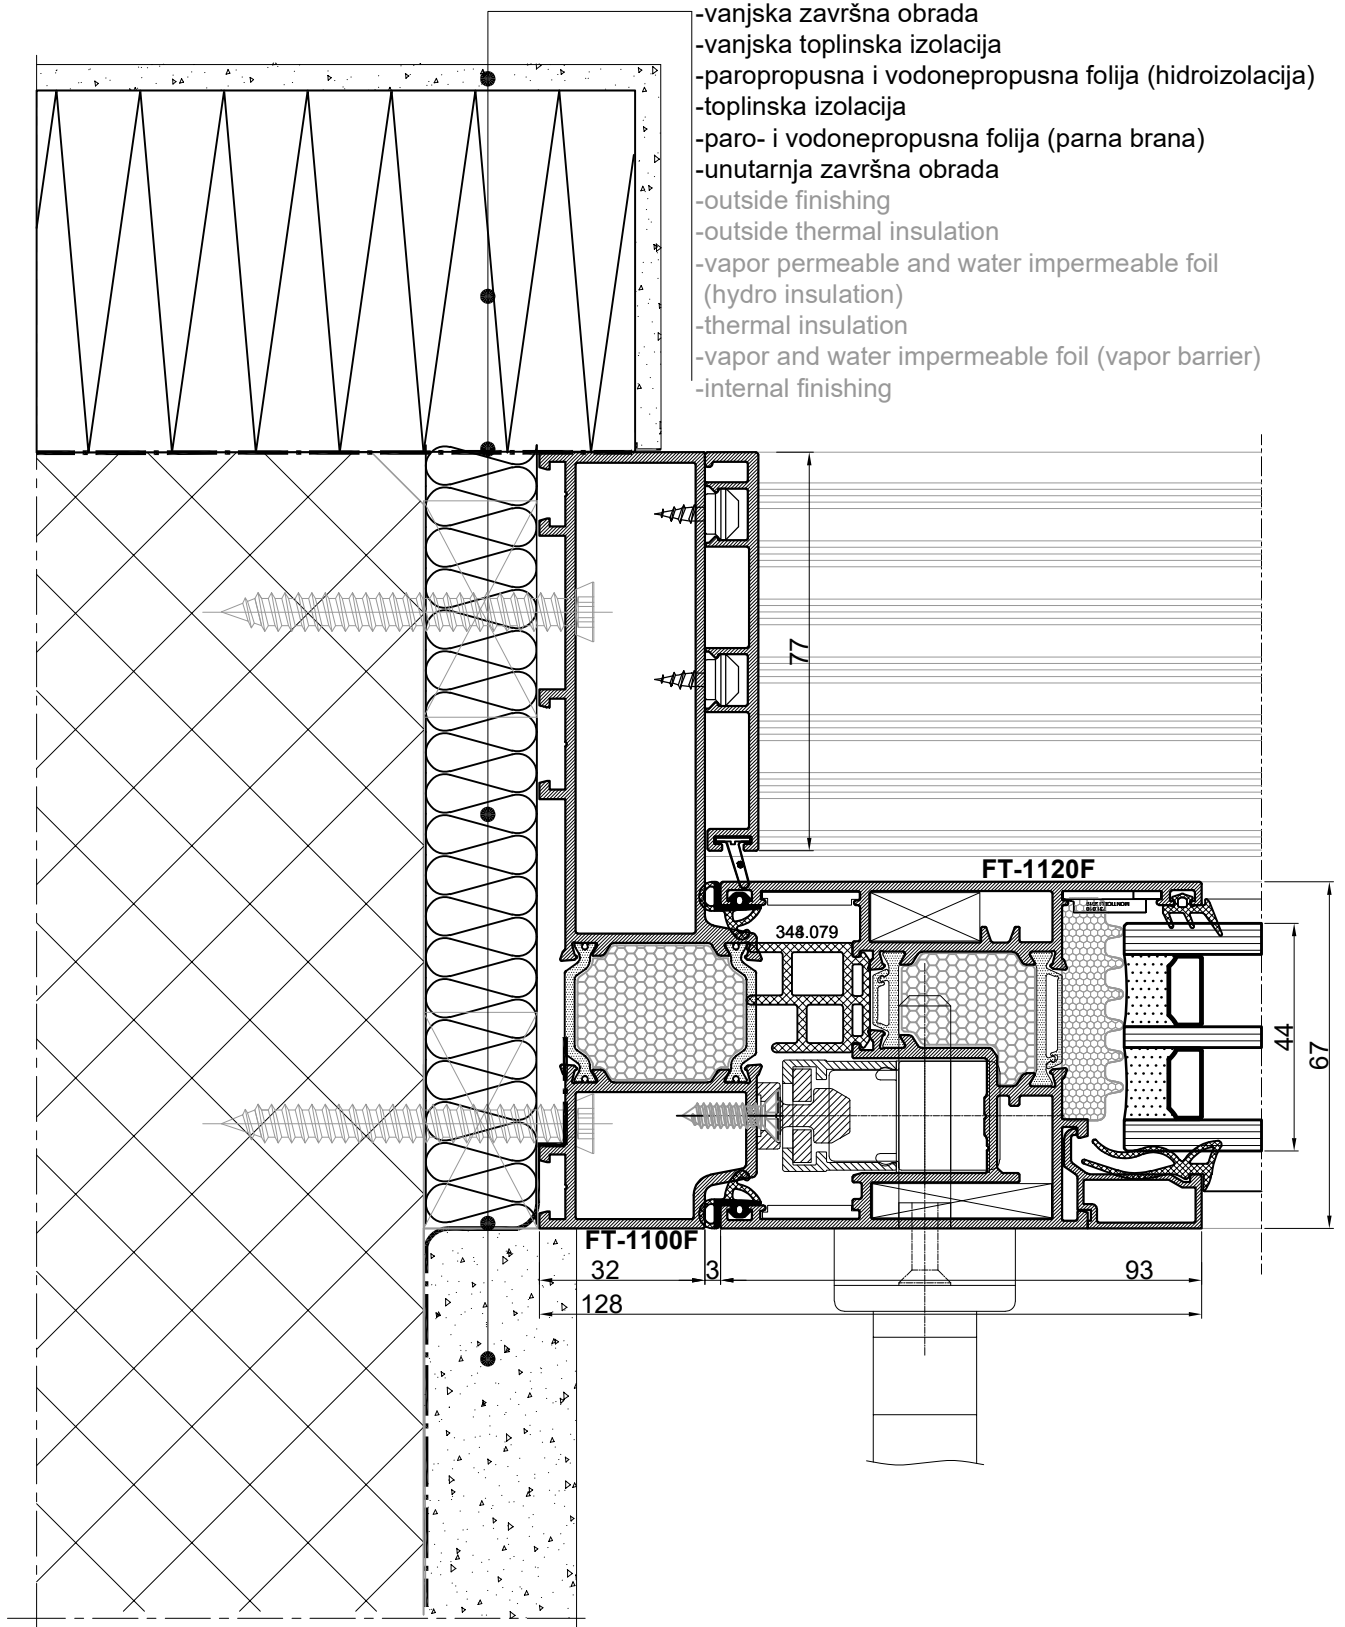 -vanjska završna obrada
-vanjska toplinska izolacija
-paropropusna i vodonepropusna folija (hidroizolacija)
-toplinska izolacija
-paro- i vodonepropusna folija (parna brana)
-unutarnja završna obrada
-outside finishing
-outside thermal insulation
-vapor permeable and water impermeable foil
(hydro insulation)
-thermal insulation
-vapor and water impermeable foil (vapor barrier)
-internal finishing
77
FT-1120F
44
67
FT-1100F
32
3
93
128